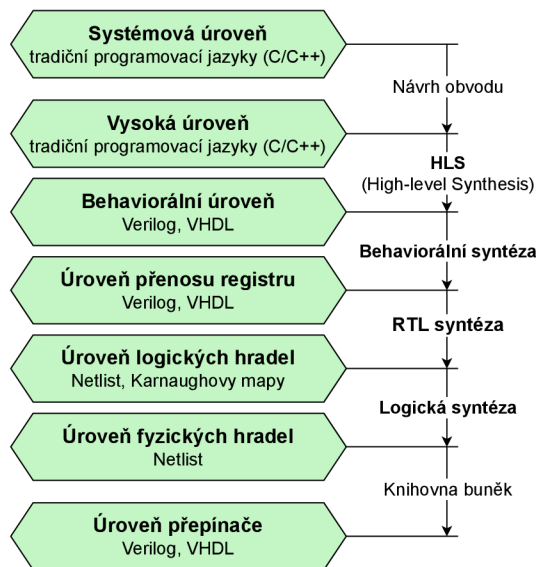 Systémová úroveň
tradiční programovací jazyky (C/C++)
Návrh obvodu
Vysoká úroveň
tradiční programovací jazyky (C/C++)
HLS
(High-level Synthesis)
Behaviorální úroveň
Verilog, VHDL
Behaviorální syntéza
Úroveň přenosu registru
Verilog, VHDL
RTL syntéza
Úroveň logických hradel
Netlist, Karnaughovy mapy
Logická syntéza
Úroveň fyzických hradel
Netlist
Knihovna buněk
Úroveň přepínače
Verilog, VHDL